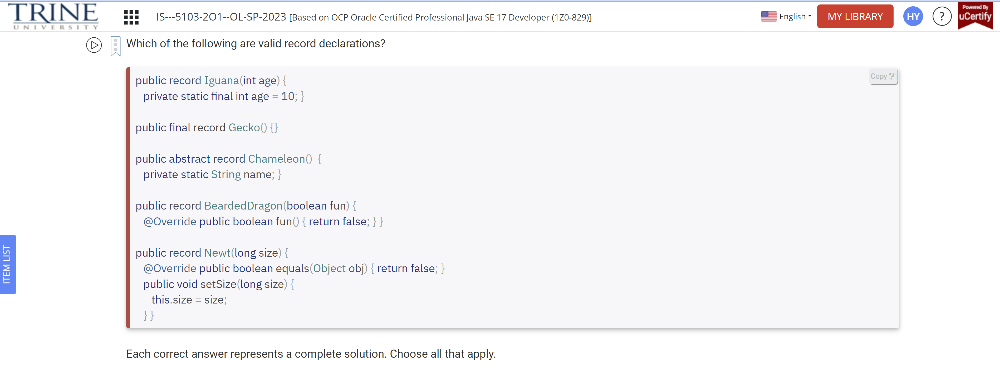 TRINE
UNIVERSITY
IS---5103-2O1--OL-SP-2023 [Based on OCP Oracle Certified Professional Java SE 17 Developer (1Z0-829)]
English
MY LIBRARY
HY
?
Powered By
uCertify
Which of the following are valid record declarations?
Copy
public record Iguana(int age) {
private static final int age = 10; }
public final record Gecko() {}
public abstract record Chameleon() {
private static String name; }
public record BeardedDragon(boolean fun) {
@Override public boolean fun() { return false; } }
public record Newt(long size) {
@Override public boolean equals(Object obj) { return false; }
public void setSize(long size) {
this.size = size;
} }
ITEM LIST
Each correct answer represents a complete solution. Choose all that apply.